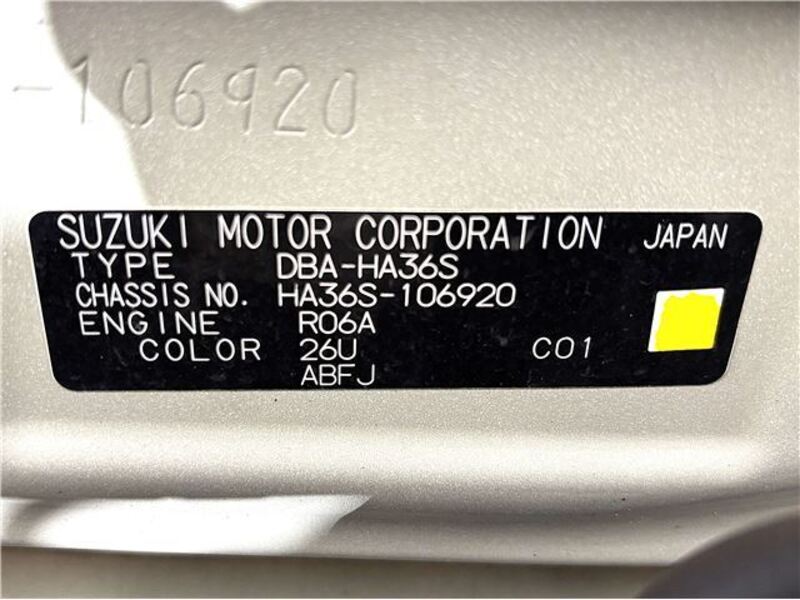 -106920
SUZUKI MOTOR CORPORATION JAPAN
TYPE DBA-HA36S
CHASSIS NO. HA36S-106920
ENGINE R06A
COLOR 26U C01
ABFJ